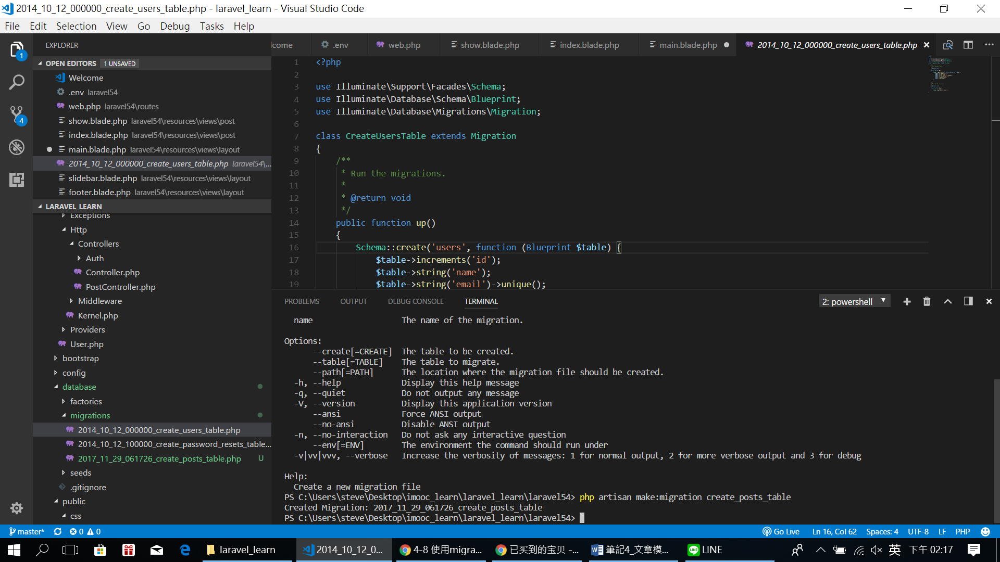 2014_10_12_000000_create_users_table.php - laravel_learn - Visual Studio Code
File Edit Selection View Go Debug Tasks Help
EXPLORER
OPEN EDITORS 1 UNSAVED
Welcome
.env laravel54
web.php laravel54\routes
show.blade.php laravel54\resources\views\post
index.blade.php laravel54\resources\views\post
main.blade.php laravel54\resources\views\layout
2014_10_12_000000_create_users_table.php laravel54\...
slidebar.blade.php laravel54\resources\views\layout
footer.blade.php laravel54\resources\views\layout
LARAVEL_LEARN
Exceptions
Http
Controllers
Auth
Controller.php
PostController.php
Middleware
Kernel.php
Providers
User.php
bootstrap
config
database
factories
migrations
2014_10_12_000000_create_users_table.php
2014_10_12_100000_create_password_resets_table...
2017_11_29_061726_create_posts_table.php U
seeds
.gitignore
public
css
1
4
lcome .env web.php show.blade.php index.blade.php main.blade.php 2014_10_12_000000_create_users_table.php
1 <?php
2
3 use Illuminate\Support\Facades\Schema;
4 use Illuminate\Database\Schema\Blueprint;
5 use Illuminate\Database\Migrations\Migration;
6
7 class CreateUsersTable extends Migration
8 {
9 /**
10 * Run the migrations.
11 *
12 * @return void
13 */
14 public function up()
15 {
16 Schema::create('users', function (Blueprint $table) {
17 $table->increments('id');
18 $table->string('name');
19 $table->string('email')->unique();
PROBLEMS OUTPUT DEBUG CONSOLE TERMINAL 2: powershell
name The name of the migration.
Options:
--create[=CREATE] The table to be created.
--table[=TABLE] The table to migrate.
--path[=PATH] The location where the migration file should be created.
-h, --help Display this help message
-q, --quiet Do not output any message
-V, --version Display this application version
--ansi Force ANSI output
--no-ansi Disable ANSI output
-n, --no-interaction Do not ask any interactive question
--env[=ENV] The environment the command should run under
-v|vv|vvv, --verbose Increase the verbosity of messages: 1 for normal output, 2 for more verbose output and 3 for debug
Help:
Create a new migration file
PS C:\Users\steve\Desktop\imooc_learn\laravel_learn\laravel54> php artisan make:migration create_posts_table
Created Migration: 2017_11_29_061726_create_posts_table
PS C:\Users\steve\Desktop\imooc_learn\laravel_learn\laravel54>
master* 0 0 Go Live Ln 16, Col 62 Spaces: 4 UTF-8 LF PHP
laravel_learn 2014_10_12_0... 4-8 使用migra... 已买到的宝贝 -... 筆記4_文章模... LINE LINE 英 下午 02:17